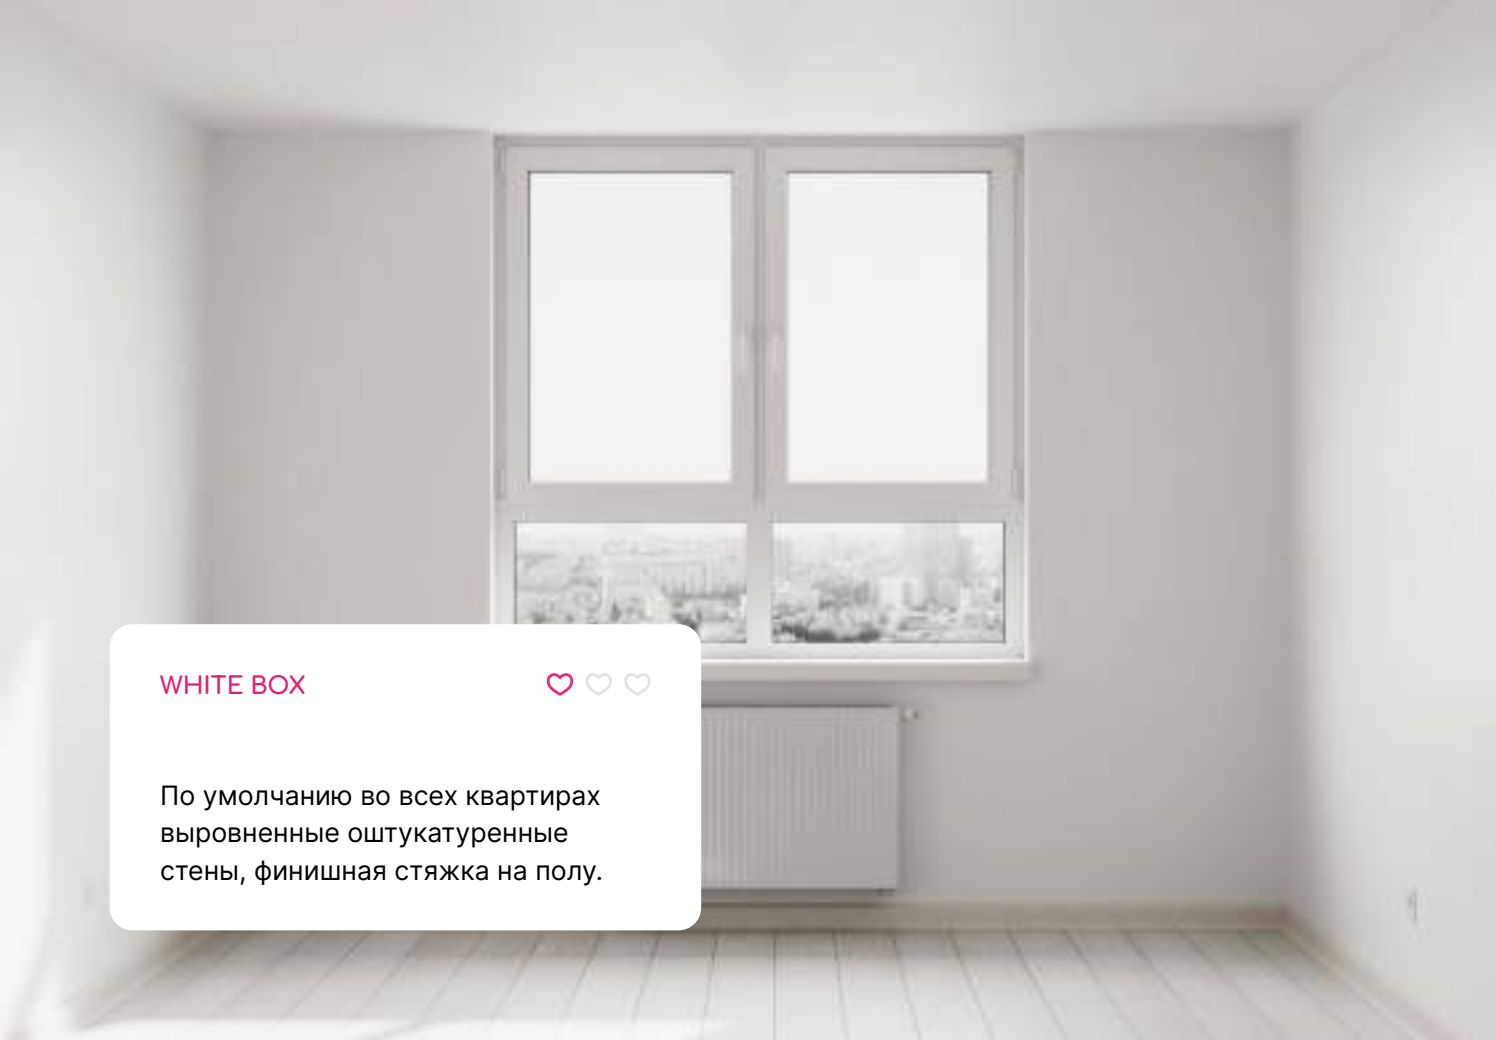 WHITE BOX
По умолчанию во всех квартирах
выровненные оштукатуренные
стены, финишная стяжка на полу.